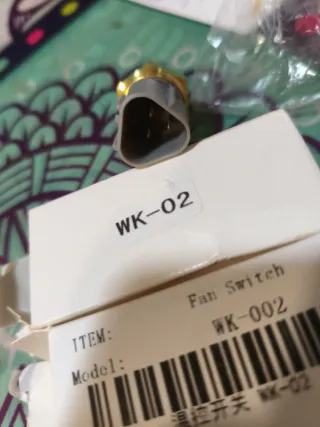 WK-02
Fan Switch
ITEM:
WK-002
Model:
温控开关 WK-02